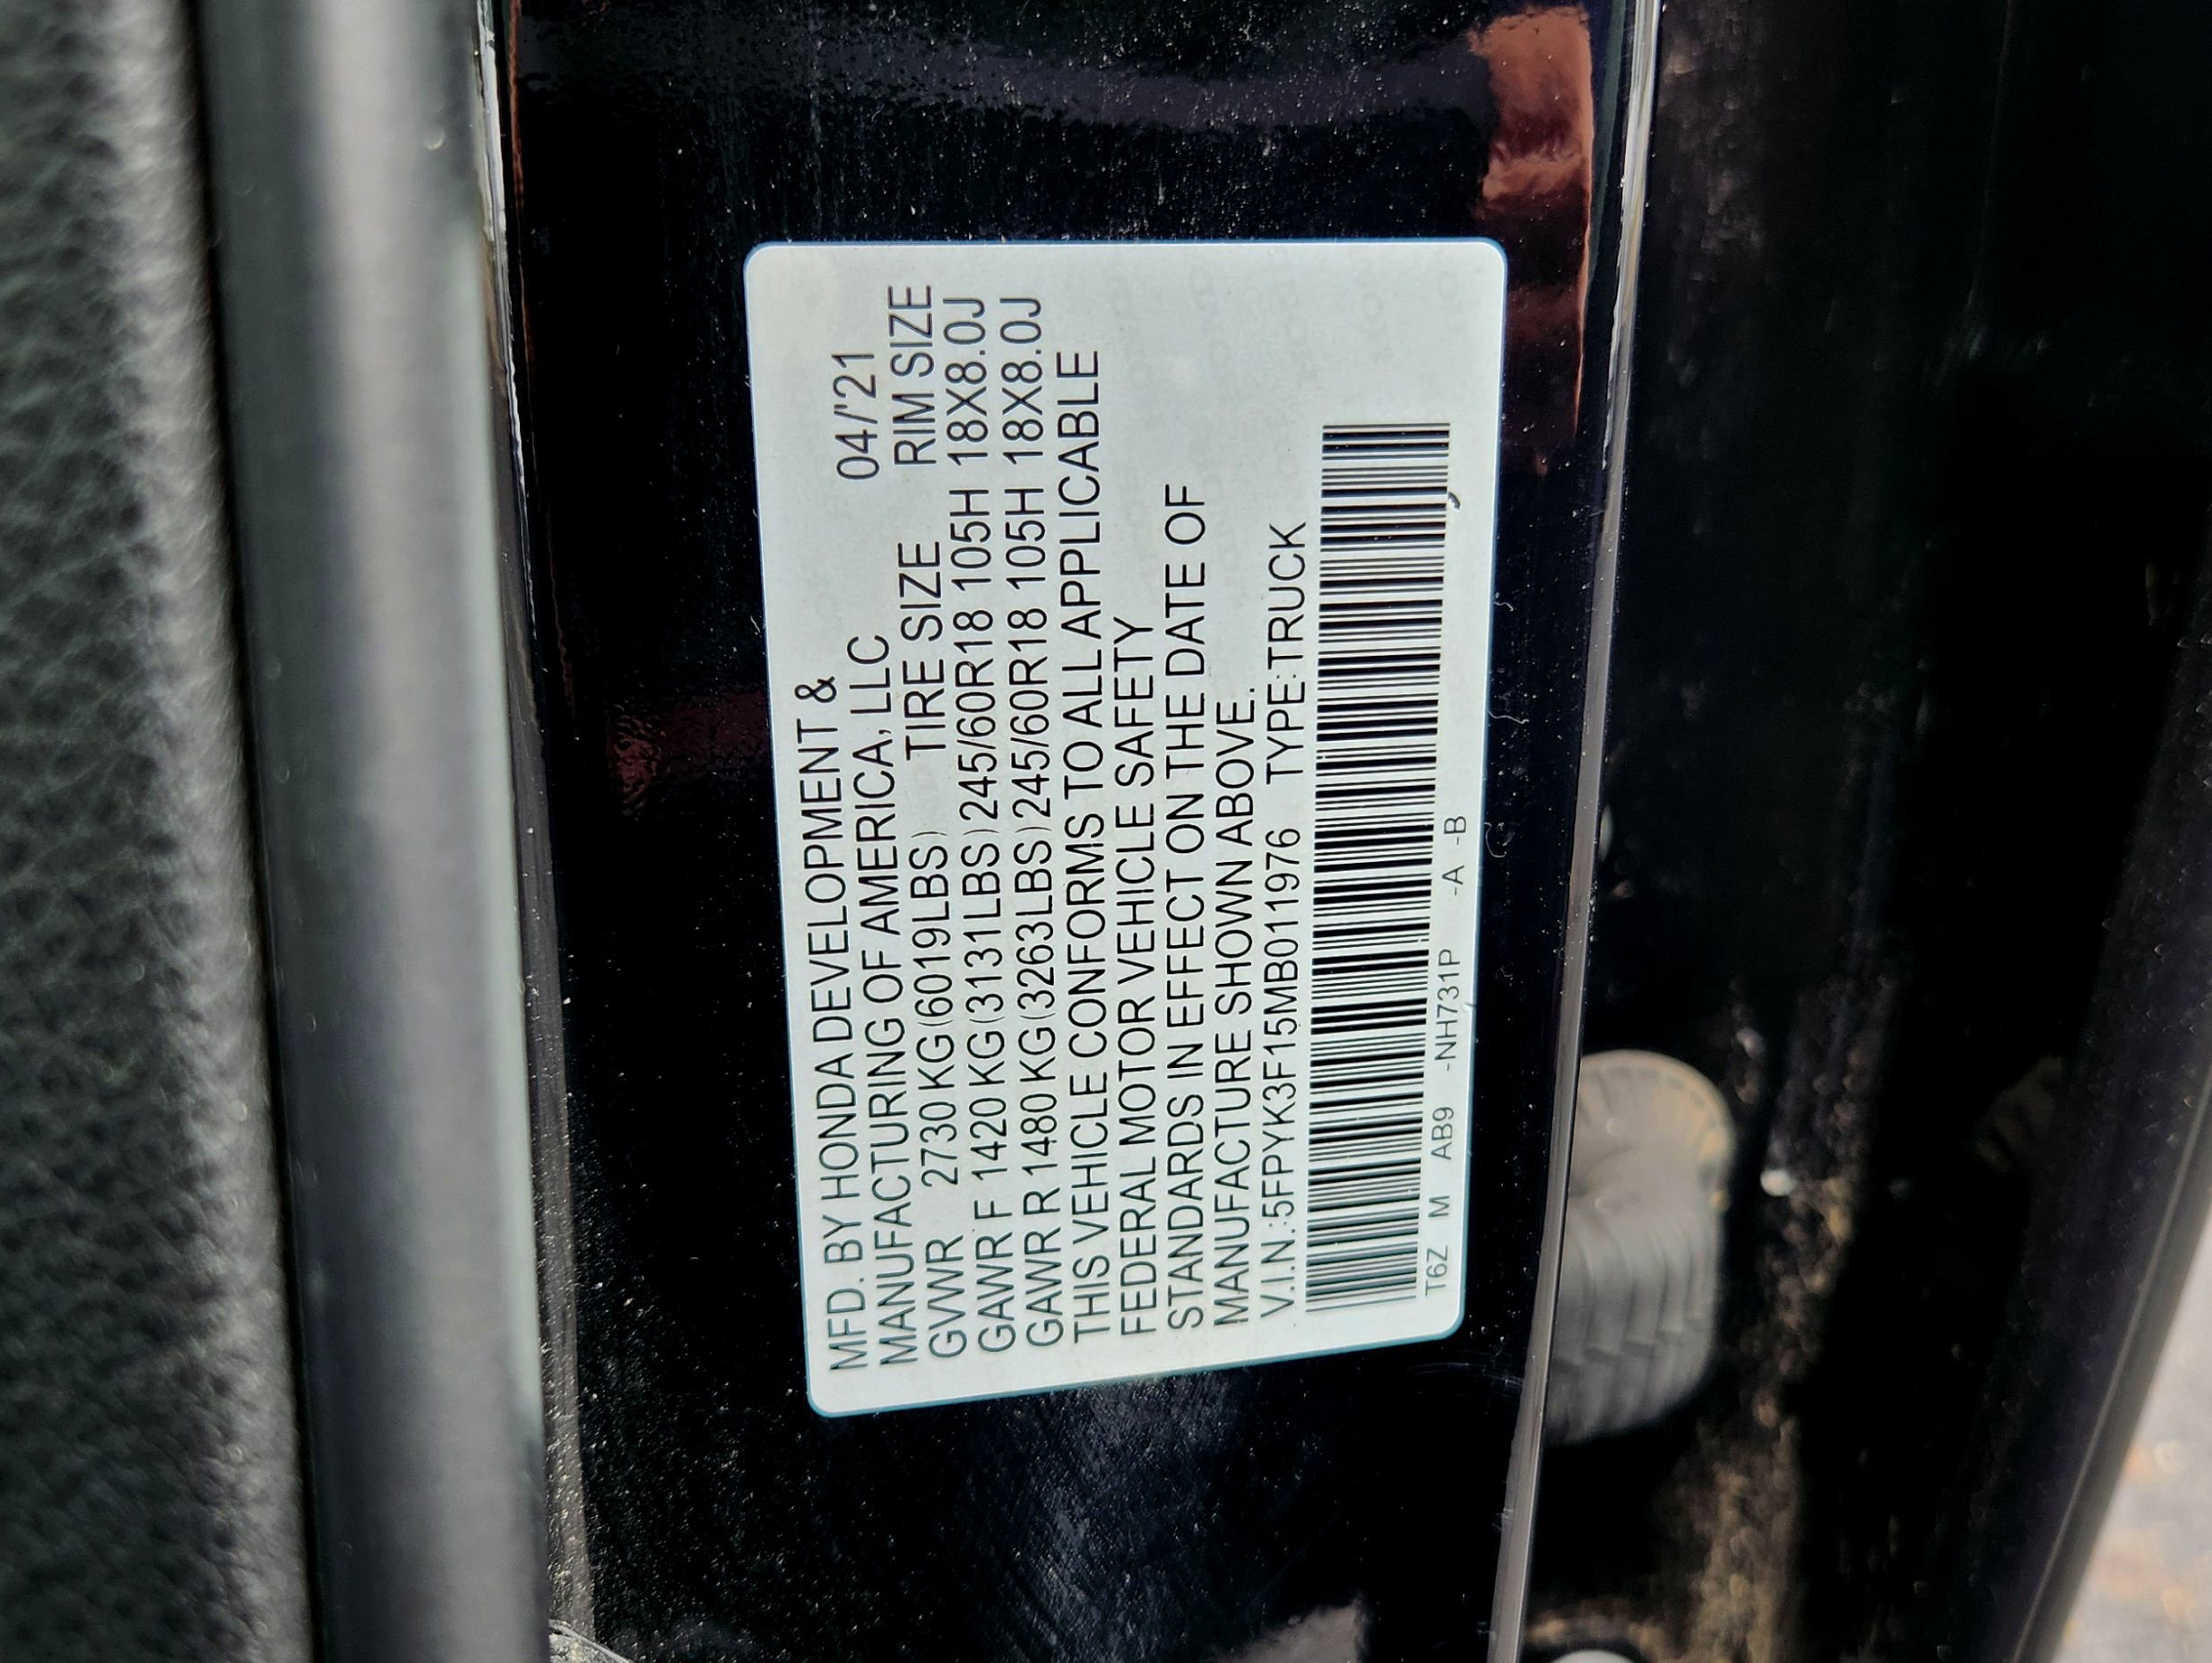 MFD. BY HONDA DEVELOPMENT &
MANUFACTURING OF AMERICA, LLC 04/'21
GVWR 2730 KG(6019LBS) TIRE SIZE RIM SIZE
GAWR F 1420 KG(3131LBS) 245/60R18 105H 18X8.0J
GAWR R 1480 KG(3263LBS) 245/60R18 105H 18X8.0J
THIS VEHICLE CONFORMS TO ALL APPLICABLE
FEDERAL MOTOR VEHICLE SAFETY
STANDARDS IN EFFECT ON THE DATE OF
MANUFACTURE SHOWN ABOVE.
V.I.N.:5FPYK3F15MB011976 TYPE:TRUCK
T6Z M AB9 -NH731P -A -B